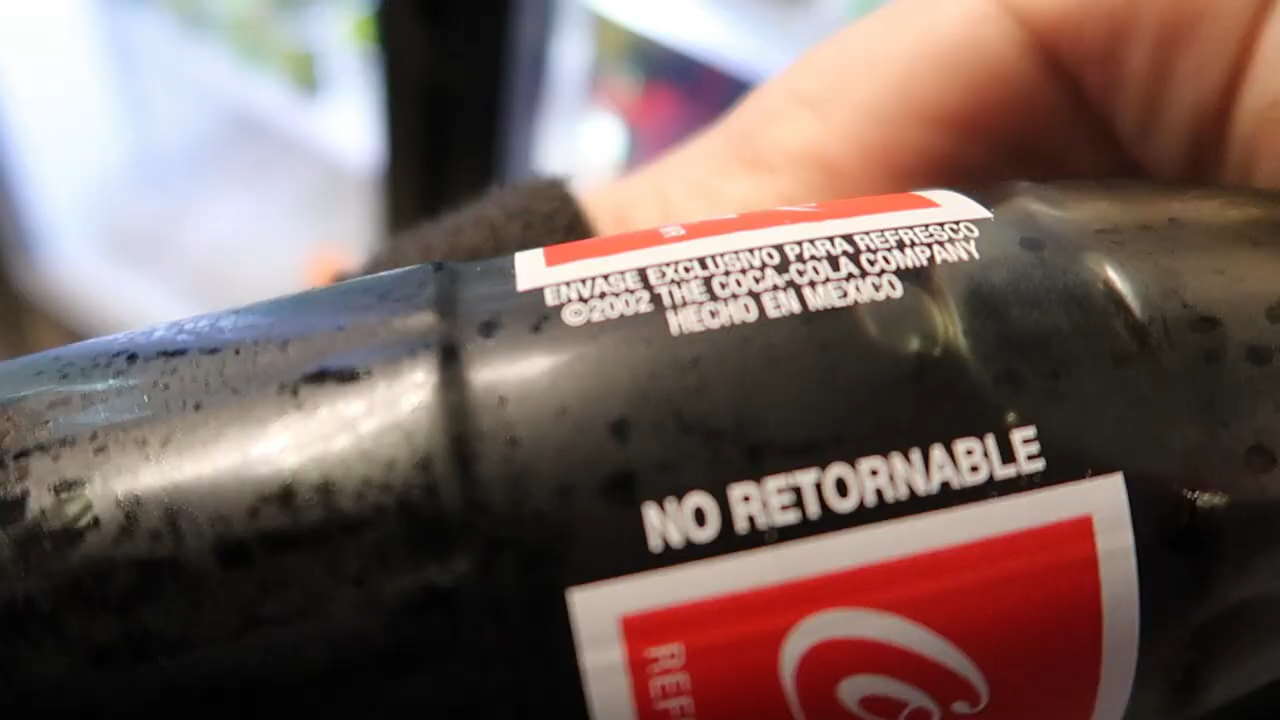 ENVASE EXCLUSIVO PARA REFRESCO
©2002 THE COCA-COLA COMPANY
HECHO EN MEXICO
NO RETORNABLE